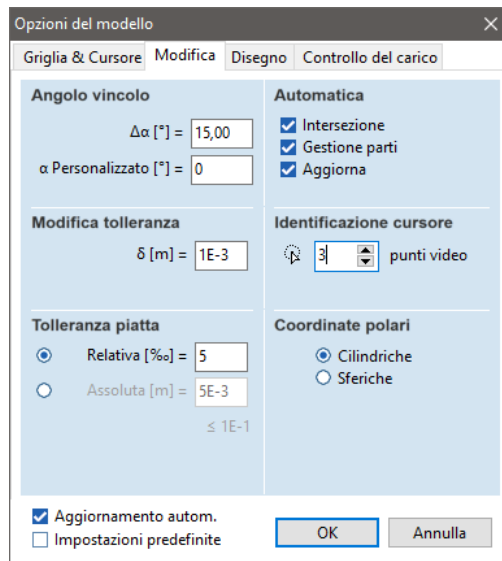 Opzioni del modello
Griglia & Cursore Modifica Disegno Controllo del carico
Angolo vincolo
Δα [°] = 15,00
α Personalizzato [°] = 0
Modifica tolleranza
δ [m] = 1E-3
Tolleranza piatta
Relativa [‰] = 5
Assoluta [m] = 5E-3
≤ 1E-1
Automatica
Intersezione
Gestione parti
Aggiorna
Identificazione cursore
3 punti video
Coordinate polari
Cilindriche
Sferiche
Aggiornamento autom.
Impostazioni predefinite
OK Annulla